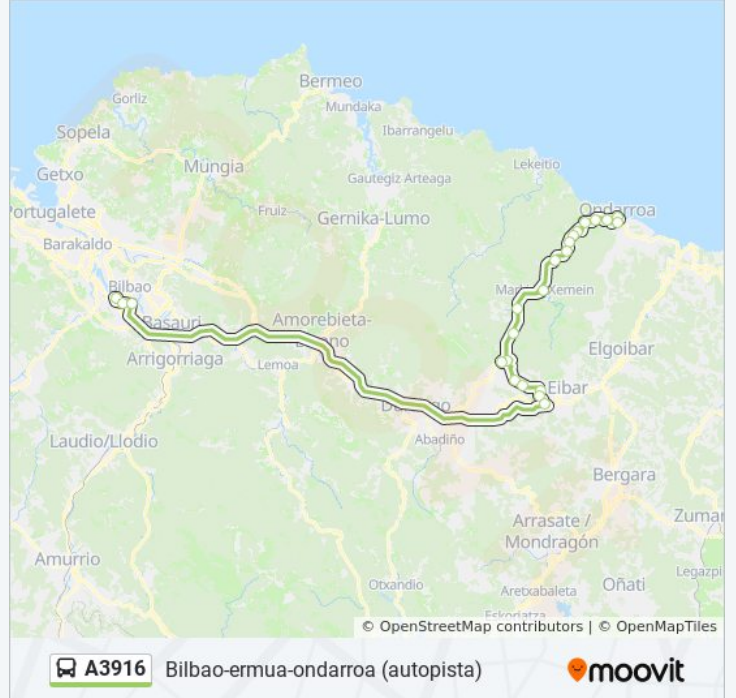 Bermeo
Gorliz
Mundaka
Sopela
Ibarrangelu
Mungia
Lekeitio
Getxo
Gautegiz Arteaga
Portugalete
Fruiz
Gernika-Lumo
Ondarroa
Barakaldo
Bilbao
Xemein
Basauri
Amorebieta-
Arrigorriaga
Lemoa
Elgoibar
Eibar
Abadiño
Laudio/Llodio
Bergara
Arrasate /
Mondragón
Zumar
Amurrio
Otxandio
Aretxabaleta
Oñati
Legazpi
Eskoriatza
© OpenStreetMap contributors | © OpenMapTiles
A3916 Bilbao-ermua-ondarroa (autopista)
moovit